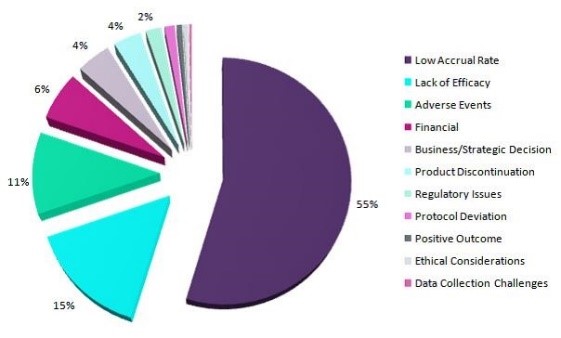 2%
4%
4%
6%
11%
15%
55%
Low Accrual Rate
Lack of Efficacy
Adverse Events
Financial
Business/Strategic Decision
Product Discontinuation
Regulatory Issues
Protocol Deviation
Positive Outcome
Ethical Considerations
Data Collection Challenges